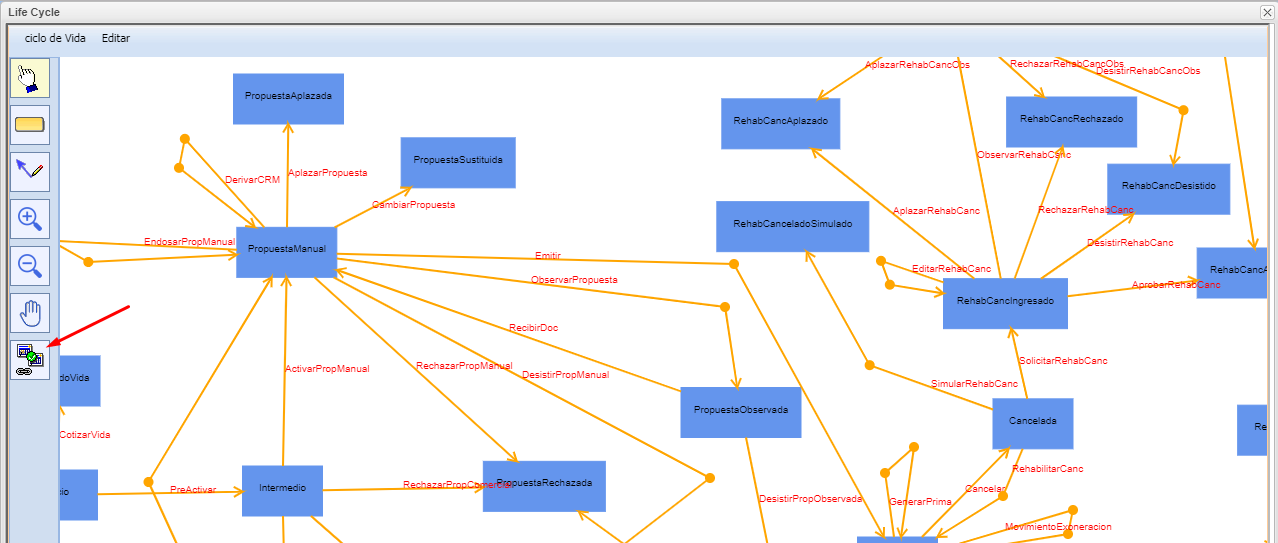 Life Cycle
ciclo de Vida Editar
AplazarRehabCancObs
RechazarRehabCancObs
DesistirRehabCancObs
PropuestaAplazada
RehabCancAplazado
RehabCancRechazado
PropuestaSustituida
ObservarRehabCanc
DerivarCRM
AplazarPropuesta
RehabCancDesistido
CambiarPropuesta
AplazarRehabCanc
RechazarRehabCanc
RehabCanceladoSimulado
EndosarPropManual
PropuestaManual
DesistirRehabCanc
Emitir
EditarRehabCanc
RehabCancA
ObservarPropuesta
AprobarRehabCanc
RehabCancIngresado
RecibirDoc
ActivarPropManual
RechazarPropManual
DesistirPropManual
SolicitarRehabCanc
doVida
SimularRehabCanc
PropuestaObservada
Cancelada
Re
CotizarVida
RehabilitarCanc
PreActivar
Intermedio
RechazarPropComercial
PropuestaRechazada
Cancelar
cio
DesistirPropObservada
GenerarPrima
MovimientoExoneracion